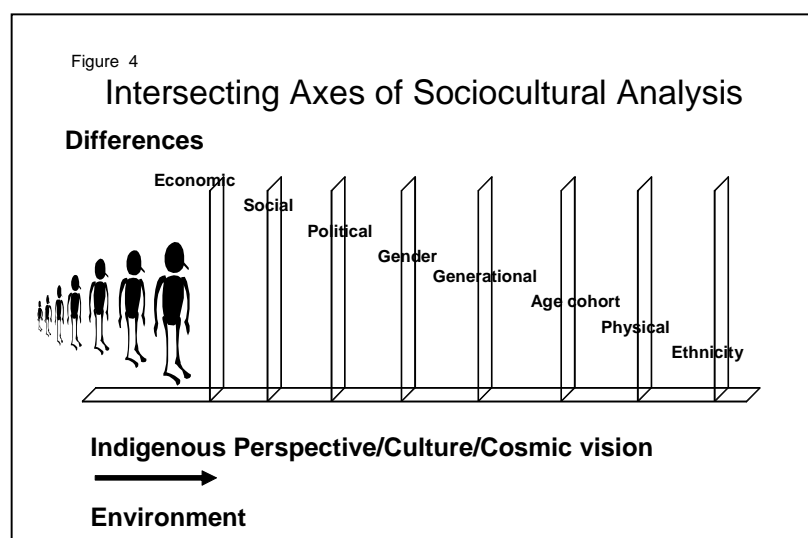 Figure 4
Intersecting Axes of Sociocultural Analysis
Differences
Economic
Social
Political
Gender
Generational
Age cohort
Physical
Ethnicity
Indigenous Perspective/Culture/Cosmic vision
Environment